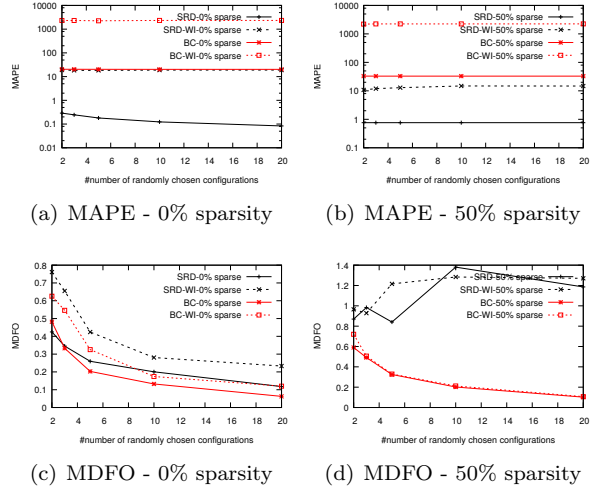 10000
1000
100
10
1
0.1
0.01
MAPE
SRD-0% sparse
SRD-WI-0% sparse
BC-0% sparse
BC-WI-0% sparse
2 4 6 8 10 12 14 16 18 20
#number of randomly chosen configurations
(a) MAPE - 0% sparsity
10000
1000
100
10
1
0.1
MAPE
SRD-50% sparse
SRD-WI-50% sparse
BC-50% sparse
BC-WI-50% sparse
2 4 6 8 10 12 14 16 18 20
#number of randomly chosen configurations
(b) MAPE - 50% sparsity
0.8
0.7
0.6
0.5
0.4
0.3
0.2
0.1
0
MDFO
SRD-0% sparse
SRD-WI-0% sparse
BC-0% sparse
BC-WI-0% sparse
2 4 6 8 10 12 14 16 18 20
#number of randomly chosen configurations
(c) MDFO - 0% sparsity
1.4
1.2
1
0.8
0.6
0.4
0.2
0
MDFO
SRD-50% sparse
SRD-WI-50% sparse
BC-50% sparse
BC-WI-50% sparse
2 4 6 8 10 12 14 16 18 20
#number of randomly chosen configurations
(d) MDFO - 50% sparsity